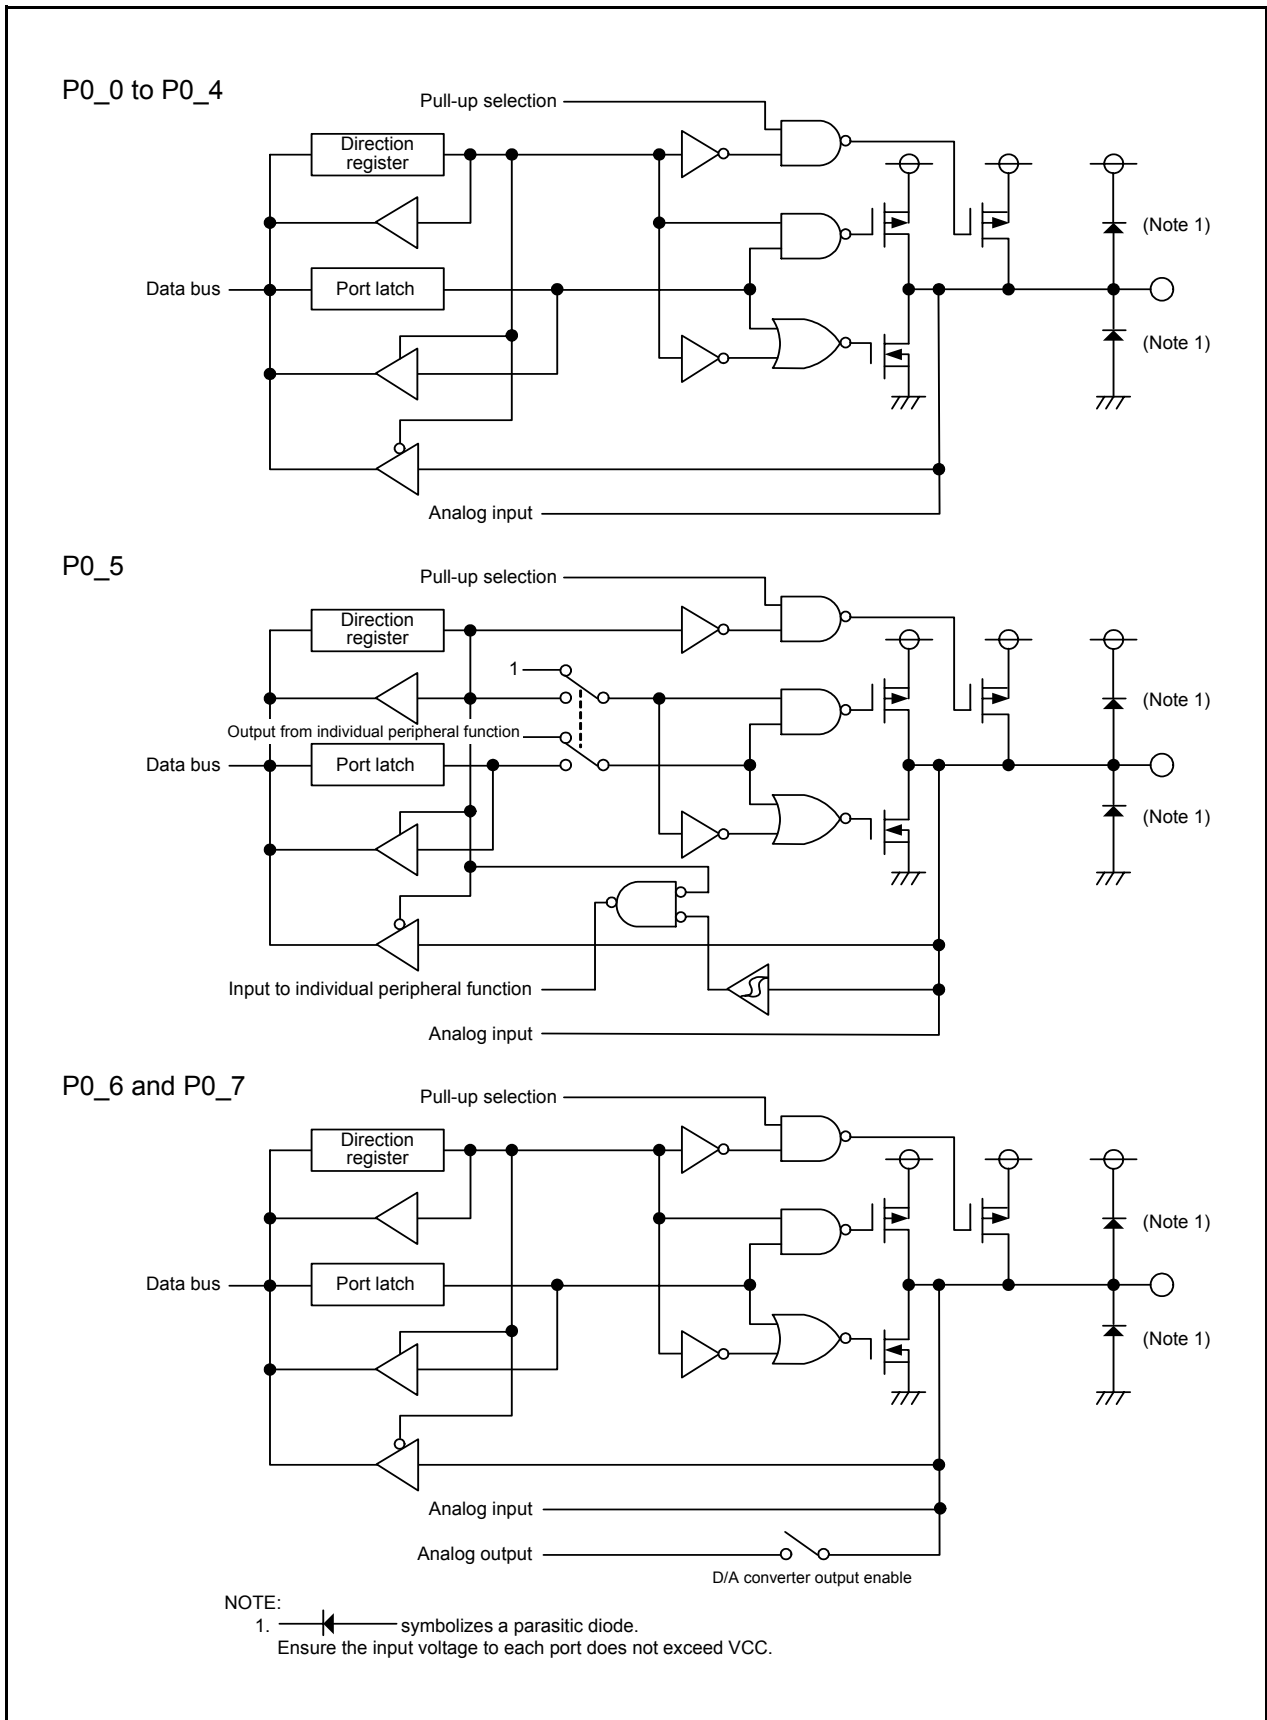 P0_0 to P0_4
Pull-up selection
Direction
register
(Note 1)
Data bus
Port latch
(Note 1)
Analog input
P0_5
Pull-up selection
Direction
register
1
(Note 1)
Output from individual peripheral function
Data bus
Port latch
(Note 1)
Input to individual peripheral function
Analog input
P0_6 and P0_7
Pull-up selection
Direction
register
(Note 1)
Data bus
Port latch
(Note 1)
Analog input
Analog output
D/A converter output enable
NOTE:
1. symbolizes a parasitic diode.
Ensure the input voltage to each port does not exceed VCC.